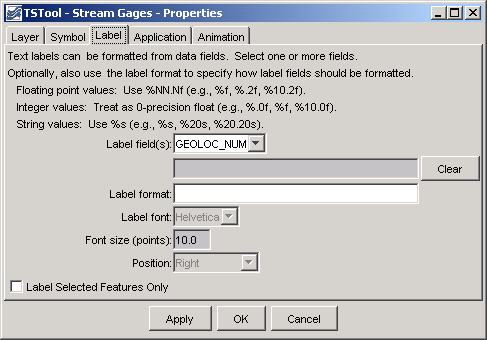 TSTool - Stream Gages - Properties
Layer Symbol Label Application Animation
Text labels can be formatted from data fields. Select one or more fields.
Optionally, also use the label format to specify how label fields should be formatted.
Floating point values: Use %NN.Nf (e.g., %f, %.2f, %10.2f).
Integer values: Treat as 0-precision float (e.g., %.0f, %f, %10.0f).
String values: Use %s (e.g., %s, %20s, %20.20s).
Label field(s): GEOLOC_NUM
Clear
Label format:
Label font: Helvetica
Font size (points): 10.0
Position: Right
Label Selected Features Only
Apply OK Cancel